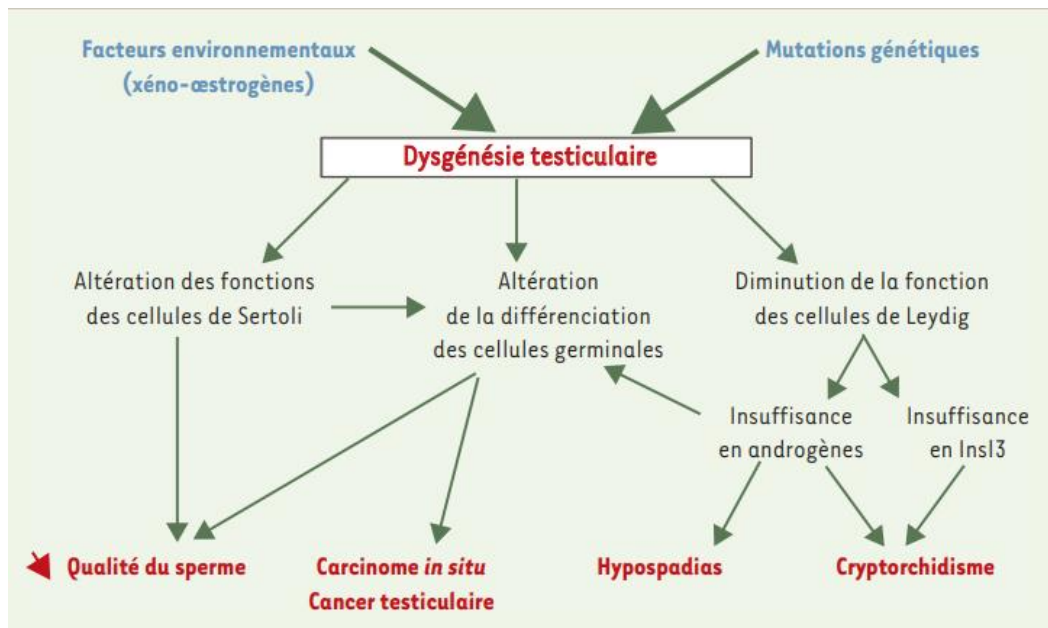 Facteurs environnementaux
(xéno-œstrogènes)
Mutations génétiques
Dysgénésie testiculaire
Altération des fonctions
des cellules de Sertoli
Altération
de la différenciation
des cellules germinales
Diminution de la fonction
des cellules de Leydig
Insuffisance
en androgènes
Insuffisance
en Insl3
Qualité du sperme
Carcinome in situ
Cancer testiculaire
Hypospadias
Cryptorchidisme